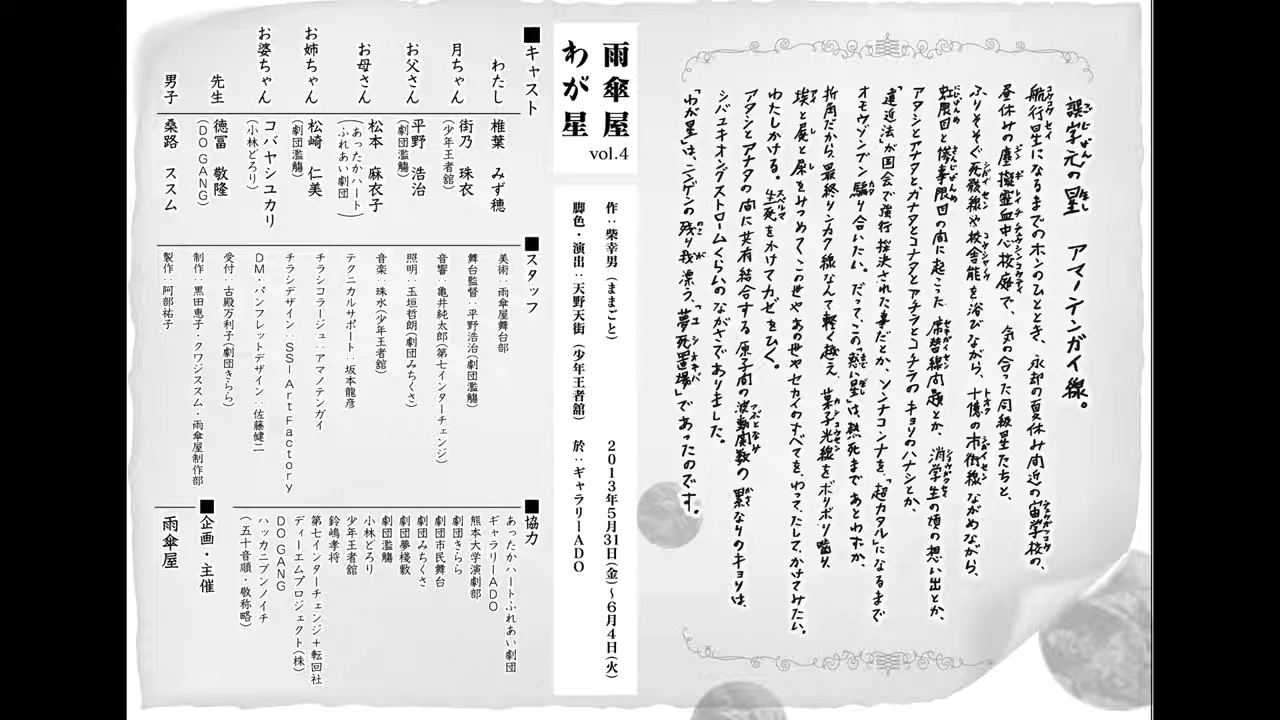 誤字元の星 アマノテンガイ線。
航行星になるまでのホンのひととき、永却の夏休み間近の宙学校の、
昼休みの塵擬霊血中心核庭で、気の合った同級星たちと、
ふりそそぐ死殺線や校舎能を浴びながら、十億の市街線ながめながら、
虹限目と惨事限目の間に起こった席替線問題とか、消学生の頃の想い出とか、
アタシとアナタとカナタとコナタとアチラとコチラのキョリのハナシとか、
「遠近法」が国会で強行採決された事だとか、ソンナコンナを、「超カタル」になるまで
オモウゾンブン騙り合いたい。だって、この「惑い星」は、熱死まであとわずか、
折角だから、最終リンカク線なんて軽く越え、菓子光線をボリボリ噛り、
埃と屍と屎をみつめて、この世やあの世やセカイのすべてを、わって、たして、かけてみたい。
わたしかける。生死をかけてカゼをひく。
アタシとアナタの間に共有結合する原子間の波動関数の累なりのキョリは、
シバユキオングストロームくらいのながさでありました。
「わが星」は、ニンゲンの残り我漂う、「ユシオネバ夢死置場」であったのです。
雨傘屋
わが星
vol.4
作：柴幸男（ままごと）
脚色・演出：天野天街（少年王者舘）
2013年5月31日（金）～6月4日（火）
於：ギャラリーADO
■キャスト
わたし 椎葉 みず穂
月ちゃん 街乃 珠衣（少年王者舘）
お父さん 平野 浩治（劇団濫觴）
お母さん 松本 麻衣子（あったかハートふれあい劇団）
お姉ちゃん 松崎 仁美（劇団濫觴）
お婆ちゃん コバヤシユカリ（小林どろり）
先生 徳冨 敬隆（DO GANG）
男子 桑路 ススム
■スタッフ
美術：雨傘屋舞台部
舞台監督：平野浩治（劇団濫觴）
音響：亀井純太郎（第七インターチェンジ）
照明：玉垣哲朗（劇団みちくさ）
音楽：珠水（少年王者舘）
テクニカルサポート：坂本龍彦
チラシコラージュ：アマノテンガイ
チラシデザイン：SSI-ArtFactory
DM・パンフレットデザイン：佐藤健二
受付：古殿万利子（劇団きらら）
制作：黒田恵子・クワジススム・雨傘屋制作部
製作：阿部祐子
■協力
あったかハートふれあい劇団
ギャラリーADO
熊本大学演劇部
劇団きらら
劇団市民舞台
劇団みちくさ
劇団夢桟敷
劇団濫觴
小林どろり
少年王者舘
鈴嶋孝将
第七インターチェンジ＋転回社
ディーエムプロジェクト（株）
DO GANG
ハッカニブンノイチ
（五十音順・敬称略）
■企画・主催
雨傘屋